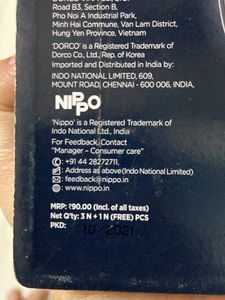 Road B3, Section B,
Pho Noi A Industrial Park,
Minh Hai Commune, Van Lam District,
Hung Yen Province, Vietnam
'DORCO' is a Registered Trademark of
Dorco Co., Ltd., Rep. of Korea
Imported and Distributed in India by:
INDO NATIONAL LIMITED, 609,
MOUNT ROAD, CHENNAI - 600 006, INDIA,
NIPPO
'Nippo' is a Registered Trademark of
Indo National Ltd., India
For Feedback, Contact
"Manager – Consumer care"
: +91 44 28272711,
: Address as above(Indo National Limited)
: feedback@nippo.in
: www.nippo.in
MRP: ₹90.00 (Incl. of all taxes)
Net Q'ty: 3 N + 1 N (FREE) PCS
PKD: 10/2021